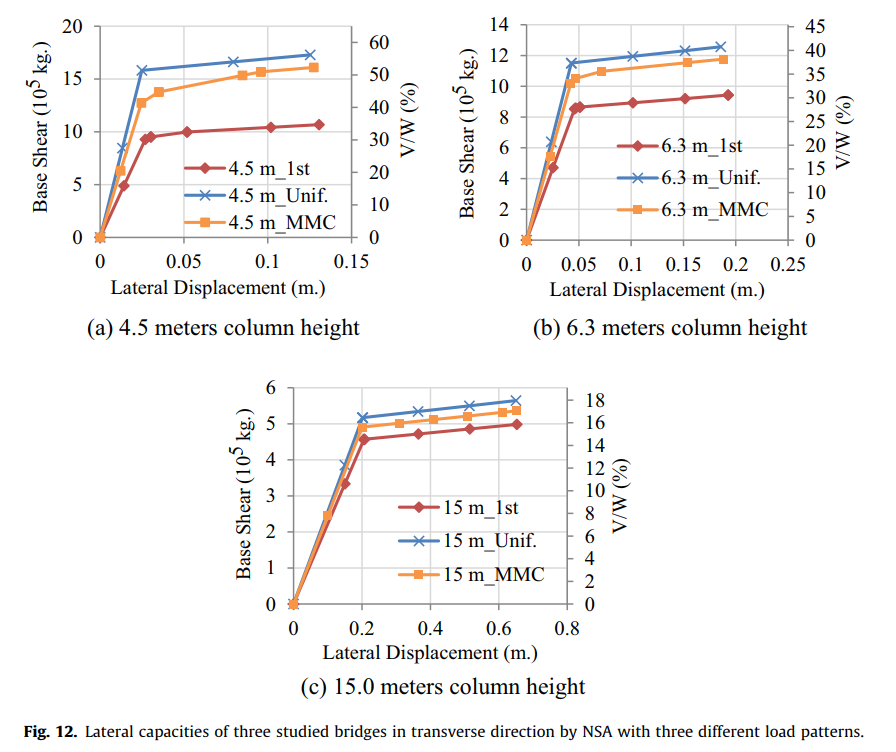 20
15
10
5
0
Base Shear (10⁵ kg.)
60
50
40
30
20
10
0
V/W (%)
4.5 m_1st
4.5 m_Unif.
4.5 m_MMC
0 0.05 0.1 0.15
Lateral Displacement (m.)
(a) 4.5 meters column height
14
12
10
8
6
4
2
0
Base Shear (10⁵ kg.)
45
40
35
30
25
20
15
10
5
0
V/W (%)
6.3 m_1st
6.3 m_Unif.
6.3 m_MMC
0 0.05 0.1 0.15 0.2 0.25
Lateral Displacement (m.)
(b) 6.3 meters column height
6
5
4
3
2
1
0
Base Shear (10⁵ kg.)
18
16
14
12
10
8
6
4
2
0
V/W (%)
15 m_1st
15 m_Unif.
15 m_MMC
0 0.2 0.4 0.6 0.8
Lateral Displacement (m.)
(c) 15.0 meters column height
Fig. 12. Lateral capacities of three studied bridges in transverse direction by NSA with three different load patterns.